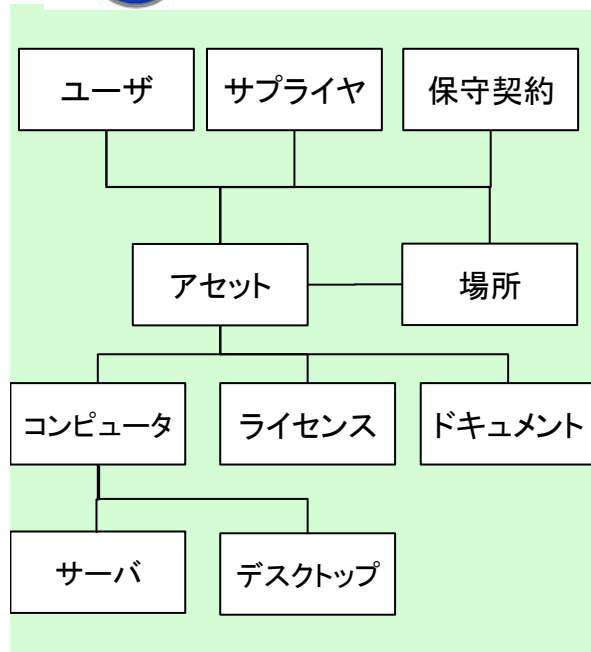 ユーザ
サプライヤ
保守契約
アセット
場所
コンピュータ
ライセンス
ドキュメント
サーバ
デスクトップ